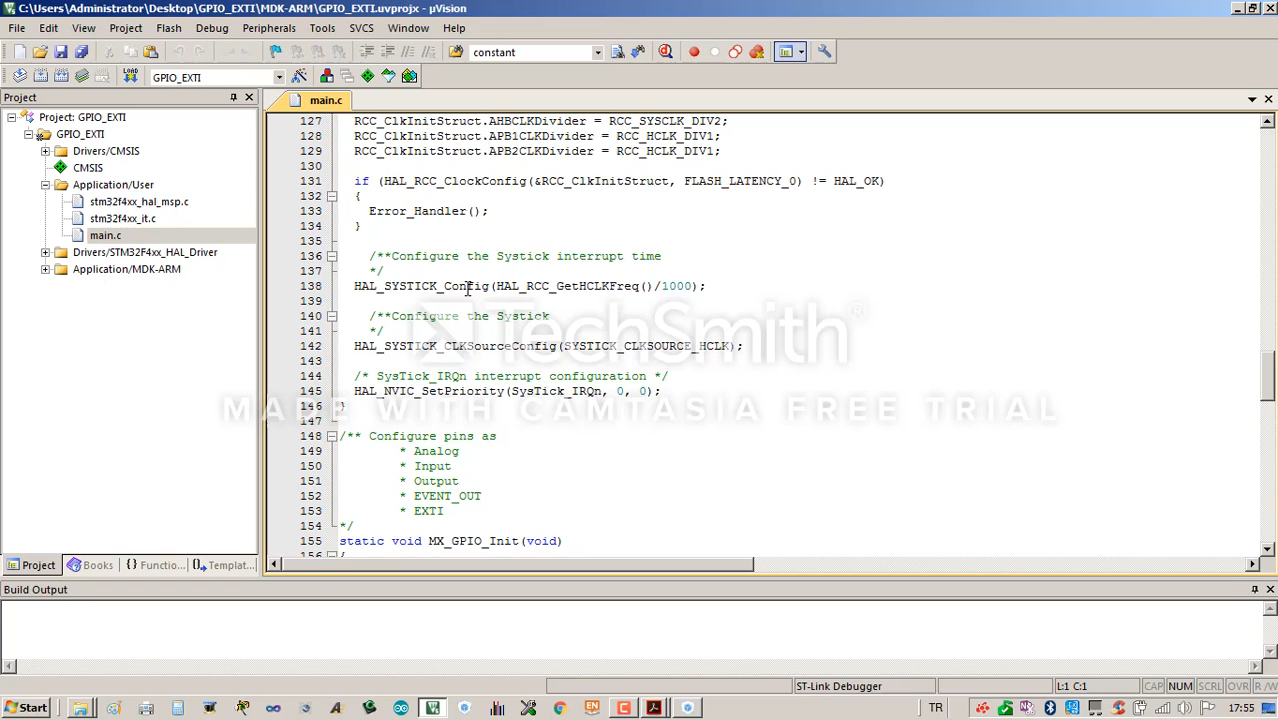 C:\Users\Administrator\Desktop\GPIO_EXTI\MDK-ARM\GPIO_EXTI.uvprojx - µVision
File Edit View Project Flash Debug Peripherals Tools SVCS Window Help
constant
GPIO_EXTI
Project
main.c
Project: GPIO_EXTI
GPIO_EXTI
Drivers/CMSIS
CMSIS
Application/User
stm32f4xx_hal_msp.c
stm32f4xx_it.c
main.c
Drivers/STM32F4xx_HAL_Driver
Application/MDK-ARM
127 RCC_ClkInitStruct.AHBCLKDivider = RCC_SYSCLK_DIV2;
128 RCC_ClkInitStruct.APB1CLKDivider = RCC_HCLK_DIV1;
129 RCC_ClkInitStruct.APB2CLKDivider = RCC_HCLK_DIV1;
130
131 if (HAL_RCC_ClockConfig(&RCC_ClkInitStruct, FLASH_LATENCY_0) != HAL_OK)
132 {
133 Error_Handler();
134 }
135
136 /**Configure the Systick interrupt time
137 */
138 HAL_SYSTICK_Config(HAL_RCC_GetHCLKFreq()/1000);
139
140 /**Configure the Systick
141 */
142 HAL_SYSTICK_CLKSourceConfig(SYSTICK_CLKSOURCE_HCLK);
143
144 /* SysTick_IRQn interrupt configuration */
145 HAL_NVIC_SetPriority(SysTick_IRQn, 0, 0);
146 }
147
148 /** Configure pins as
149 * Analog
150 * Input
151 * Output
152 * EVENT_OUT
153 * EXTI
154 */
155 static void MX_GPIO_Init(void)
156 {
TechSmith®
MADE WITH CAMTASIA FREE TRIAL
Project Books Functio... Templat...
Build Output
ST-Link Debugger L:1 C:1 CAP NUM SCRL OVR R/W
Start EN TR 17:55